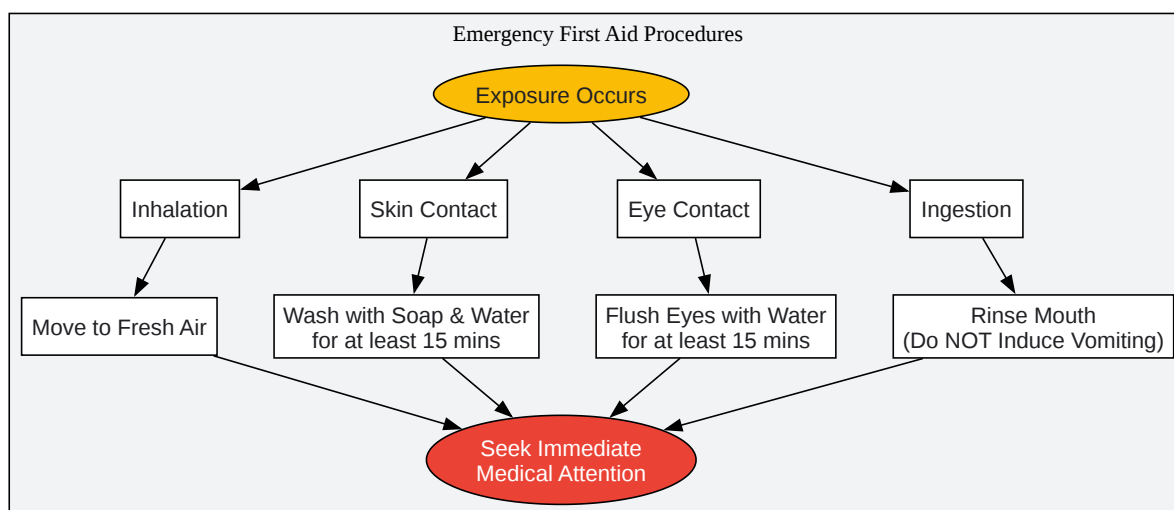 Emergency First Aid Procedures
Exposure Occurs
Inhalation
Skin Contact
Eye Contact
Ingestion
Move to Fresh Air
Wash with Soap & Water
for at least 15 mins
Flush Eyes with Water
for at least 15 mins
Rinse Mouth
(Do NOT Induce Vomiting)
Seek Immediate
Medical Attention